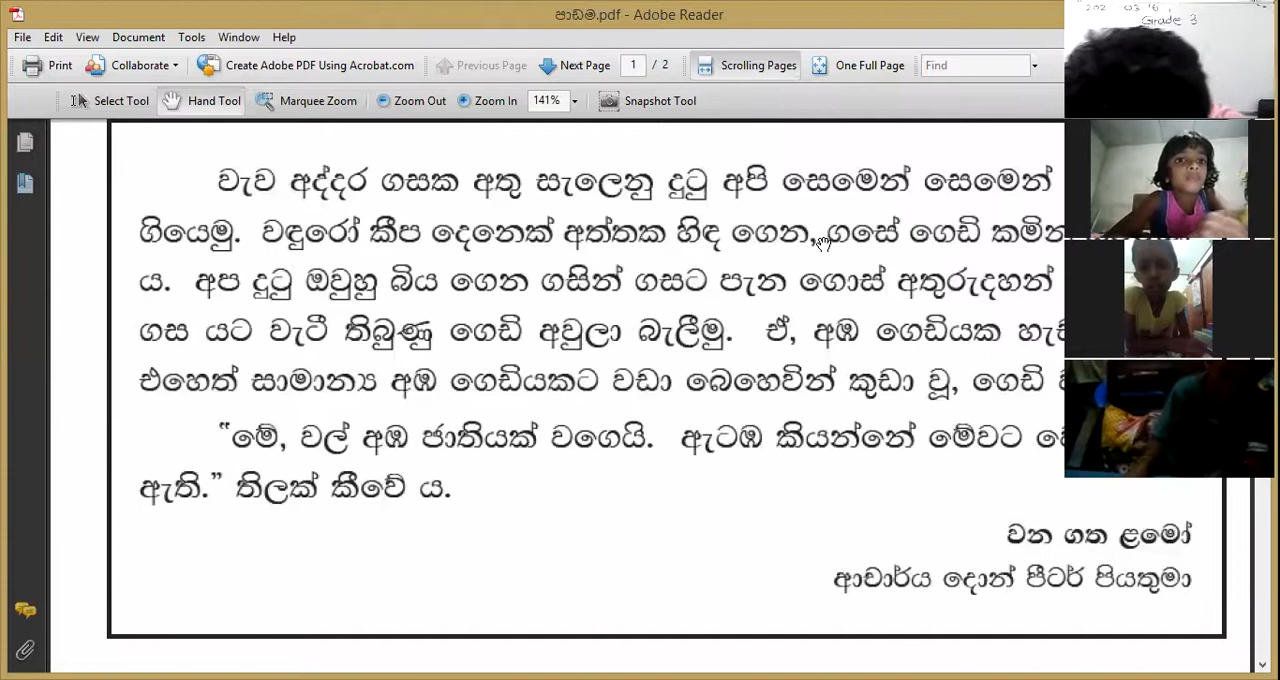 පාඩම.pdf - Adobe Reader
File Edit View Document Tools Window Help
Print Collaborate Create Adobe PDF Using Acrobat.com Previous Page Next Page 1 / 2 Scrolling Pages One Full Page Find
Select Tool Hand Tool Marquee Zoom Zoom Out Zoom In 141% Snapshot Tool
Grade 3
වැව අද්දර ගසක අතු සැලෙනු දුටු අපි සෙමෙන් සෙමෙන්
ගියෙමු. වඳුරෝ කීප දෙනෙක් අත්තක හිඳ ගෙන, ගසේ ගෙඩි කමින්
ය. අප දුටු ඔවුහු බිය ගෙන ගසින් ගසට පැන ගොස් අතුරුදහන්
ගස යට වැටී තිබුණු ගෙඩි අවුලා බැලීමු. ඒ, අඹ ගෙඩියක
එහෙත් සාමාන්‍ය අඹ ගෙඩියකට වඩා බෙහෙවින් කුඩා වූ, ගෙඩි
“මේ, වල් අඹ ජාතියක් වගෙයි. ඇටඹ කියන්නේ මේවට
ඇති.” තිලක් කීවේ ය.
වන ගත ළමෝ
ආචාර්ය දොන් පීටර් පියතුමා